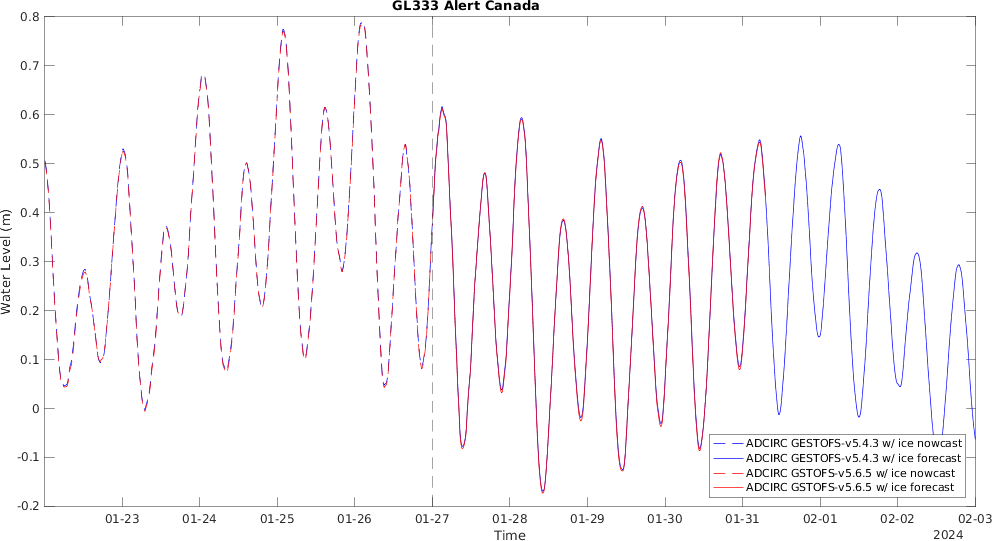 GL333 Alert Canada
0.8
0.7
0.6
0.5
0.4
0.3
0.2
0.1
0
-0.1
-0.2
Water Level (m)
ADCIRC GESTOFS-v5.4.3 w/ ice nowcast
ADCIRC GESTOFS-v5.4.3 w/ ice forecast
ADCIRC GSTOFS-v5.6.5 w/ ice nowcast
ADCIRC GSTOFS-v5.6.5 w/ ice forecast
01-23 01-24 01-25 01-26 01-27 01-28 01-29 01-30 01-31 02-01 02-02 02-03
Time
2024